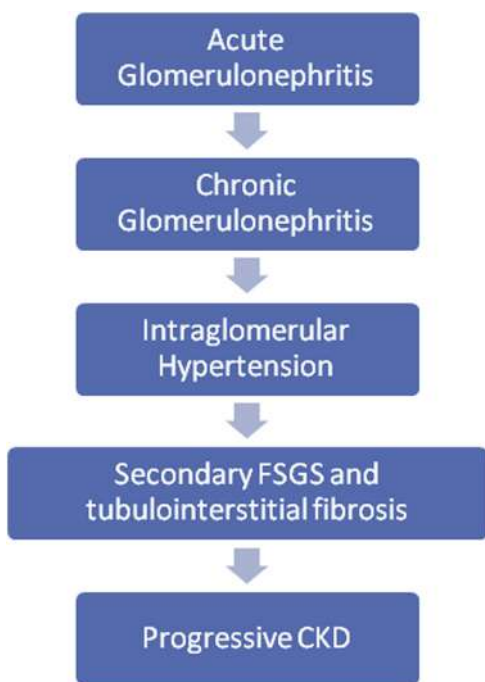 Acute
Glomerulonephritis
Chronic
Glomerulonephritis
Intraglomerular
Hypertension
Secondary FSGS and
tubulointerstitial fibrosis
Progressive CKD